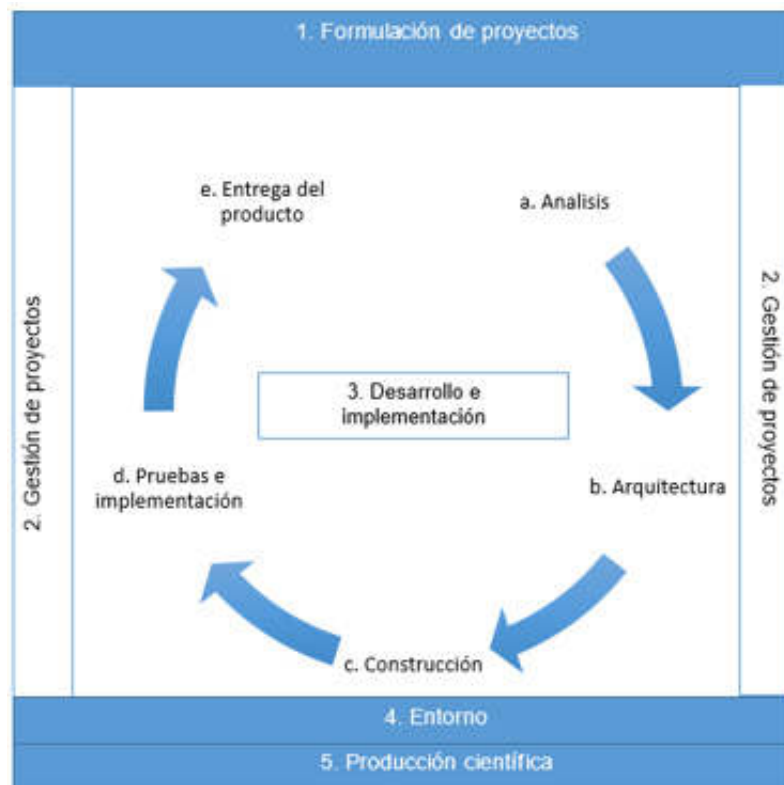 1. Formulación de proyectos
e. Entrega del
producto
a. Analisis
2. Gestión de proyectos
2. Gestión de proyectos
3. Desarrollo e
implementación
d. Pruebas e
implementación
b. Arquitectura
c. Construcción
4. Entorno
5. Producción científica